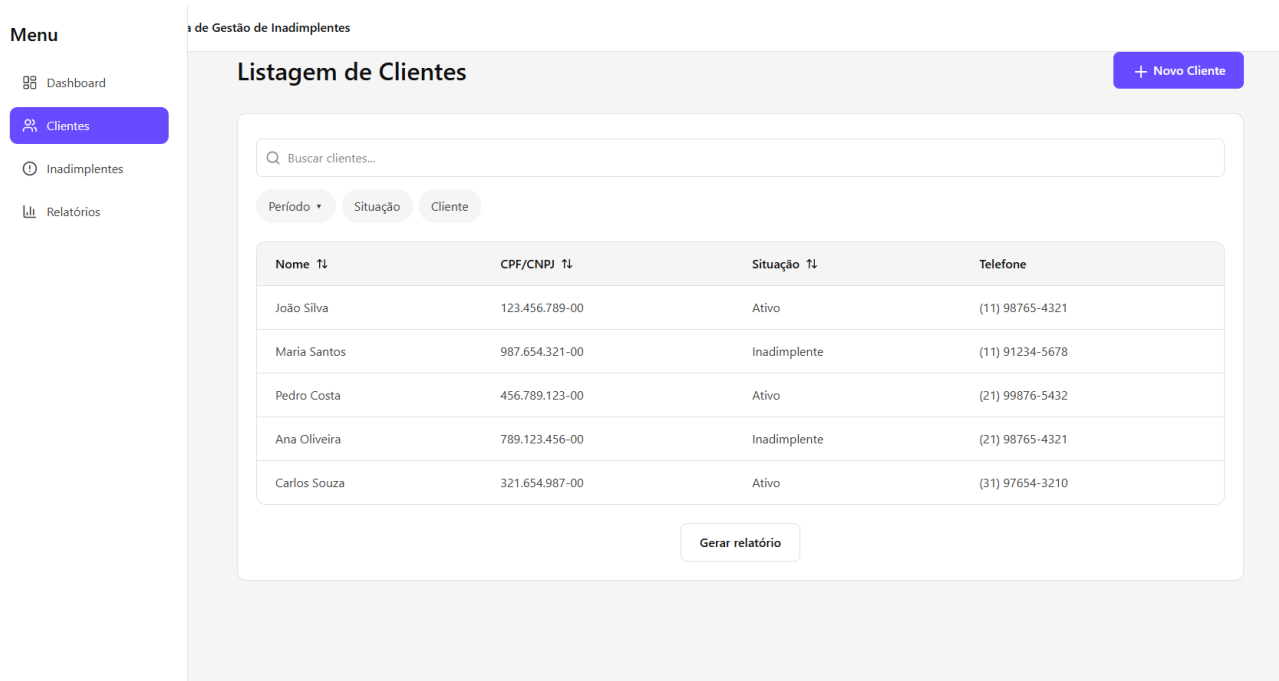 Menu
Dashboard
Clientes
Inadimplentes
Relatórios
a de Gestão de Inadimplentes
Listagem de Clientes
+ Novo Cliente
Buscar clientes...
Período ▾ Situação Cliente
Nome ↑↓ CPF/CNPJ ↑↓ Situação ↑↓ Telefone
João Silva 123.456.789-00 Ativo (11) 98765-4321
Maria Santos 987.654.321-00 Inadimplente (11) 91234-5678
Pedro Costa 456.789.123-00 Ativo (21) 99876-5432
Ana Oliveira 789.123.456-00 Inadimplente (21) 98765-4321
Carlos Souza 321.654.987-00 Ativo (31) 97654-3210
Gerar relatório